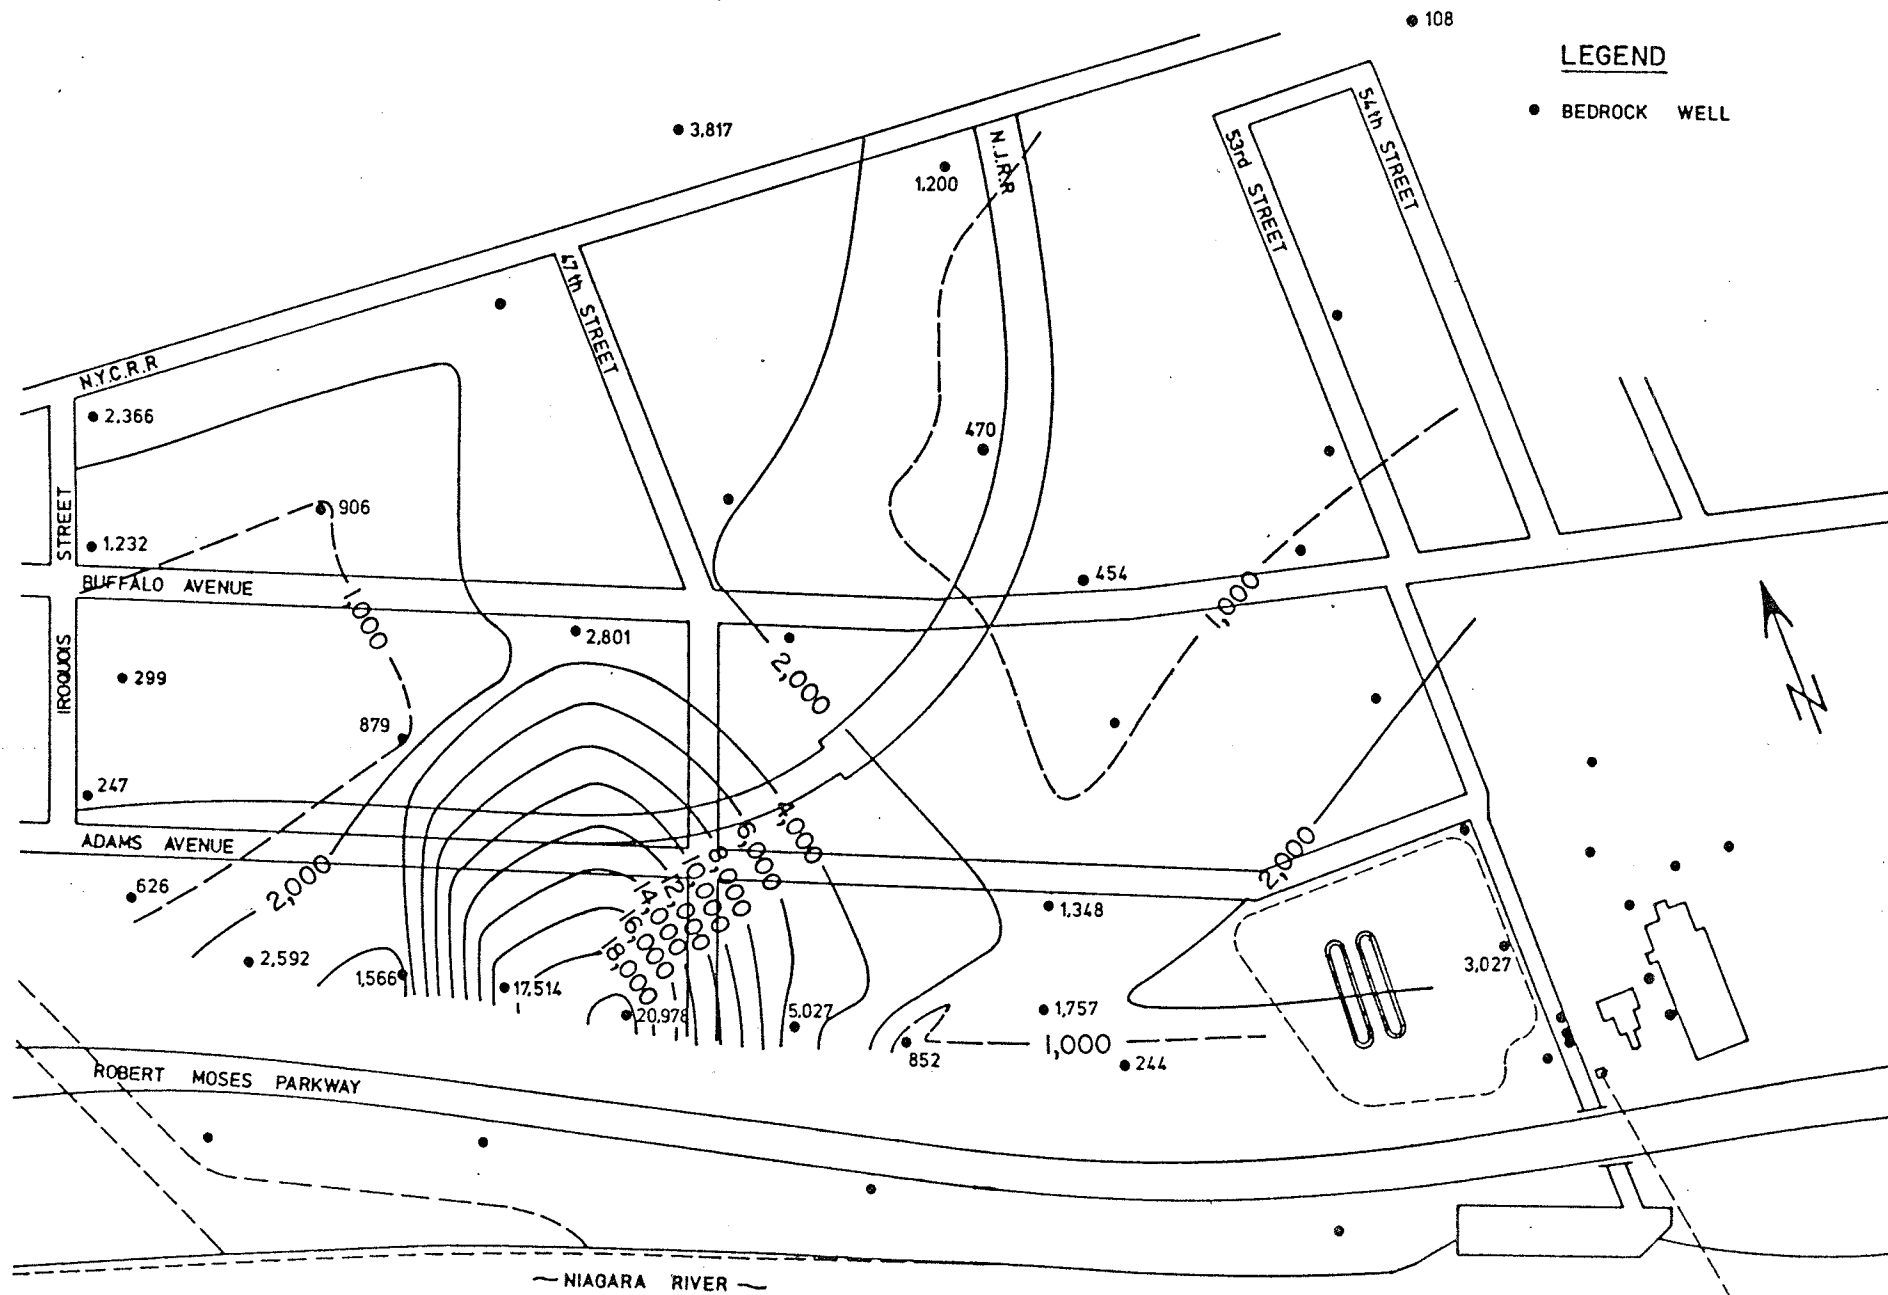 108
LEGEND
BEDROCK WELL
3,817
N.J.R.R
1,200
53rd STREET
54th STREET
47th STREET
N.Y.C.R.R
2,366
470
906
1,232
STREET
BUFFALO AVENUE
454
1,000
1,000
2,801
2,000
IROQUOIS
299
879
N
247
4,000
6,000
8,000
10,000
12,000
14,000
16,000
18,000
ADAMS AVENUE
2,000
2,000
626
1,348
2,592
1,566
17,514
3,027
20,978
5,027
1,757
852
1,000
244
ROBERT MOSES PARKWAY
~NIAGARA RIVER~